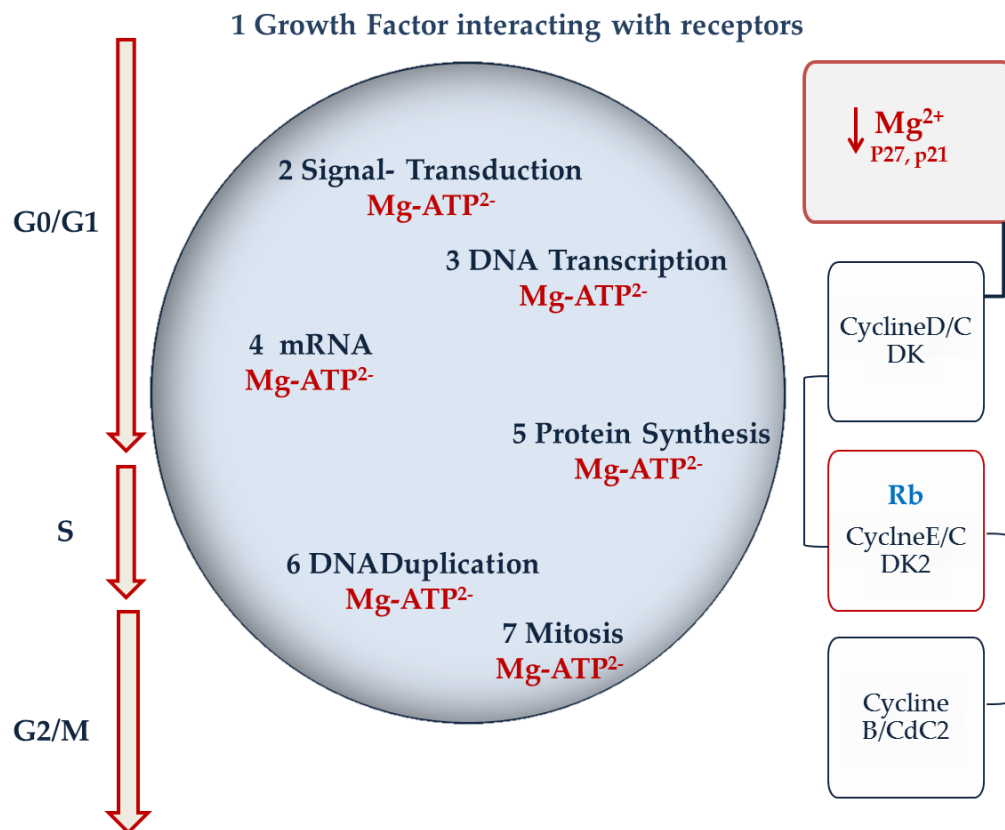 1 Growth Factor interacting with receptors
G0/G1
S
G2/M
2 Signal- Transduction
Mg-ATP²⁻
3 DNA Transcription
Mg-ATP²⁻
4 mRNA
Mg-ATP²⁻
5 Protein Synthesis
Mg-ATP²⁻
6 DNADuplication
Mg-ATP²⁻
7 Mitosis
Mg-ATP²⁻
Mg²⁺
P27, p21
CyclineD/C
DK
Rb
CyclneE/C
DK2
Cycline
B/CdC2